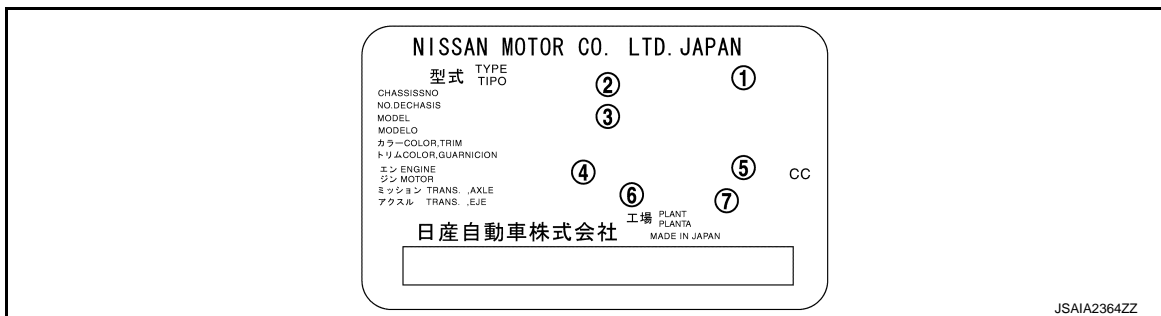 NISSAN MOTOR CO. LTD. JAPAN
型式 TYPE
TIPO
①
②
CHASSISSNO
NO.DECHASIS
③
MODEL
MODELO
カラーCOLOR,TRIM
トリムCOLOR,GUARNICION
エン ENGINE
ジン MOTOR
④
⑤
CC
ミッション TRANS. ,AXLE
アクスル TRANS. ,EJE
⑥
⑦
工場 PLANT
PLANTA
日産自動車株式会社
MADE IN JAPAN
JSAIA2364ZZ